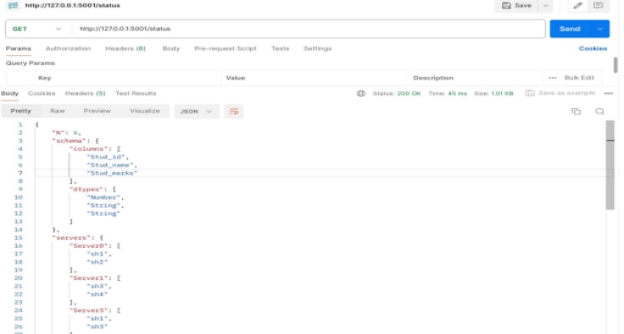 http://127.0.0.1:5001/status
Save
GET http://127.0.0.1:5001/status Send
Params Authorization Headers (6) Body Pre-request Script Tests Settings Cookies
Query Params
Key Value Description Bulk Edit
Body Cookies Headers (5) Test Results Status: 200 OK Time: 45 ms Size: 1.01 KB Save as example
Pretty Raw Preview Visualize JSON
1 {
2 "N": 6,
3 "schema": {
4 "columns": [
5 "Stud_id",
6 "Stud_name",
7 "Stud_marks"
8 ],
9 "dtypes": [
10 "Number",
11 "String",
12 "String"
13 ]
14 },
15 "servers": {
16 "Server0": [
17 "sh1",
18 "sh2"
19 ],
20 "Server1": [
21 "sh3",
22 "sh4"
23 ],
24 "Server3": [
25 "sh1",
26 "sh3"